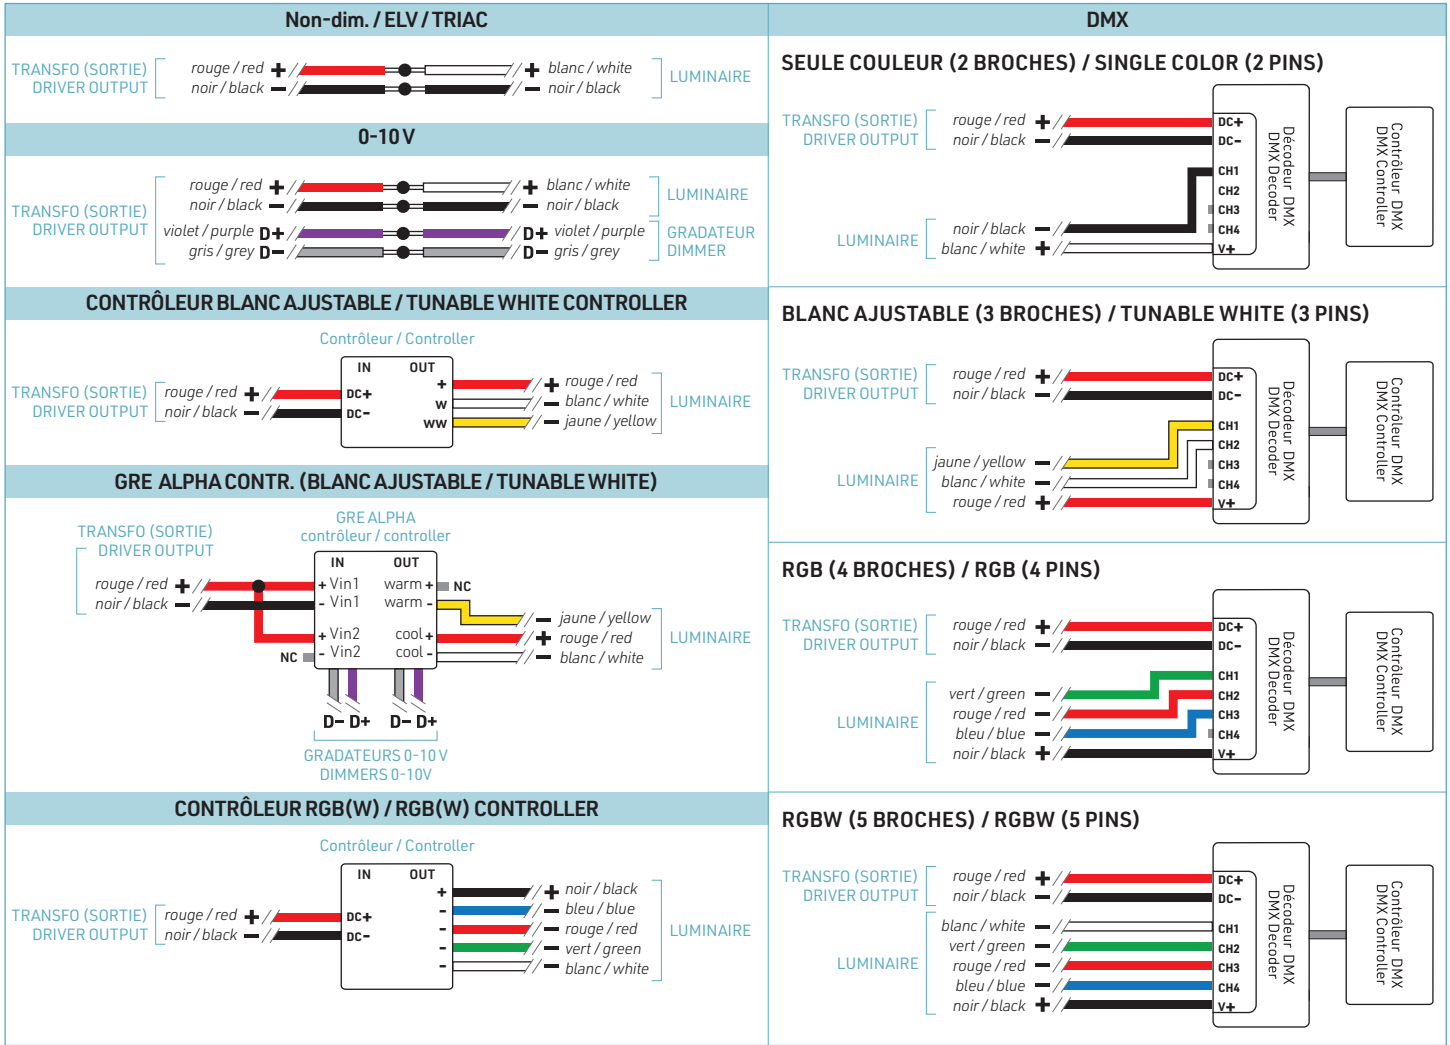 Non-dim. / ELV / TRIAC
TRANSFO (SORTIE)
DRIVER OUTPUT
rouge / red +
noir / black −
+ blanc / white
− noir / black
LUMINAIRE
0-10 V
TRANSFO (SORTIE)
DRIVER OUTPUT
rouge / red +
noir / black −
violet / purple D+
gris / grey D−
+ blanc / white
− noir / black
D+ violet / purple
D− gris / grey
LUMINAIRE
GRADATEUR
DIMMER
CONTRÔLEUR BLANC AJUSTABLE / TUNABLE WHITE CONTROLLER
Contrôleur / Controller
TRANSFO (SORTIE)
DRIVER OUTPUT
rouge / red +
noir / black −
IN OUT
DC+
DC−
+
W
WW
+ rouge / red
− blanc / white
− jaune / yellow
LUMINAIRE
GRE ALPHA CONTR. (BLANC AJUSTABLE / TUNABLE WHITE)
TRANSFO (SORTIE)
DRIVER OUTPUT
GRE ALPHA
contrôleur / controller
rouge / red +
noir / black −
IN OUT
+ Vin1 warm + NC
- Vin1 warm -
+ Vin2 cool +
NC - Vin2 cool -
− jaune / yellow
+ rouge / red
− blanc / white
LUMINAIRE
D− D+ D− D+
GRADATEURS 0-10 V
DIMMERS 0-10V
CONTRÔLEUR RGB(W) / RGB(W) CONTROLLER
Contrôleur / Controller
TRANSFO (SORTIE)
DRIVER OUTPUT
rouge / red +
noir / black −
IN OUT
DC+
DC−
+
-
-
-
-
+ noir / black
− bleu / blue
− rouge / red
− vert / green
− blanc / white
LUMINAIRE
DMX
SEULE COULEUR (2 BROCHES) / SINGLE COLOR (2 PINS)
TRANSFO (SORTIE)
DRIVER OUTPUT
rouge / red +
noir / black −
LUMINAIRE
noir / black −
blanc / white +
DC+
DC−
CH1
CH2
CH3
CH4
V+
Décodeur DMX
DMX Decoder
Contrôleur DMX
DMX Controller
BLANC AJUSTABLE (3 BROCHES) / TUNABLE WHITE (3 PINS)
TRANSFO (SORTIE)
DRIVER OUTPUT
rouge / red +
noir / black −
LUMINAIRE
jaune / yellow −
blanc / white −
rouge / red +
DC+
DC−
CH1
CH2
CH3
CH4
V+
Décodeur DMX
DMX Decoder
Contrôleur DMX
DMX Controller
RGB (4 BROCHES) / RGB (4 PINS)
TRANSFO (SORTIE)
DRIVER OUTPUT
rouge / red +
noir / black −
LUMINAIRE
vert / green −
rouge / red −
bleu / blue −
noir / black +
DC+
DC−
CH1
CH2
CH3
CH4
V+
Décodeur DMX
DMX Decoder
Contrôleur DMX
DMX Controller
RGBW (5 BROCHES) / RGBW (5 PINS)
TRANSFO (SORTIE)
DRIVER OUTPUT
rouge / red +
noir / black −
LUMINAIRE
blanc / white −
vert / green −
rouge / red −
bleu / blue −
noir / black +
DC+
DC−
CH1
CH2
CH3
CH4
V+
Décodeur DMX
DMX Decoder
Contrôleur DMX
DMX Controller